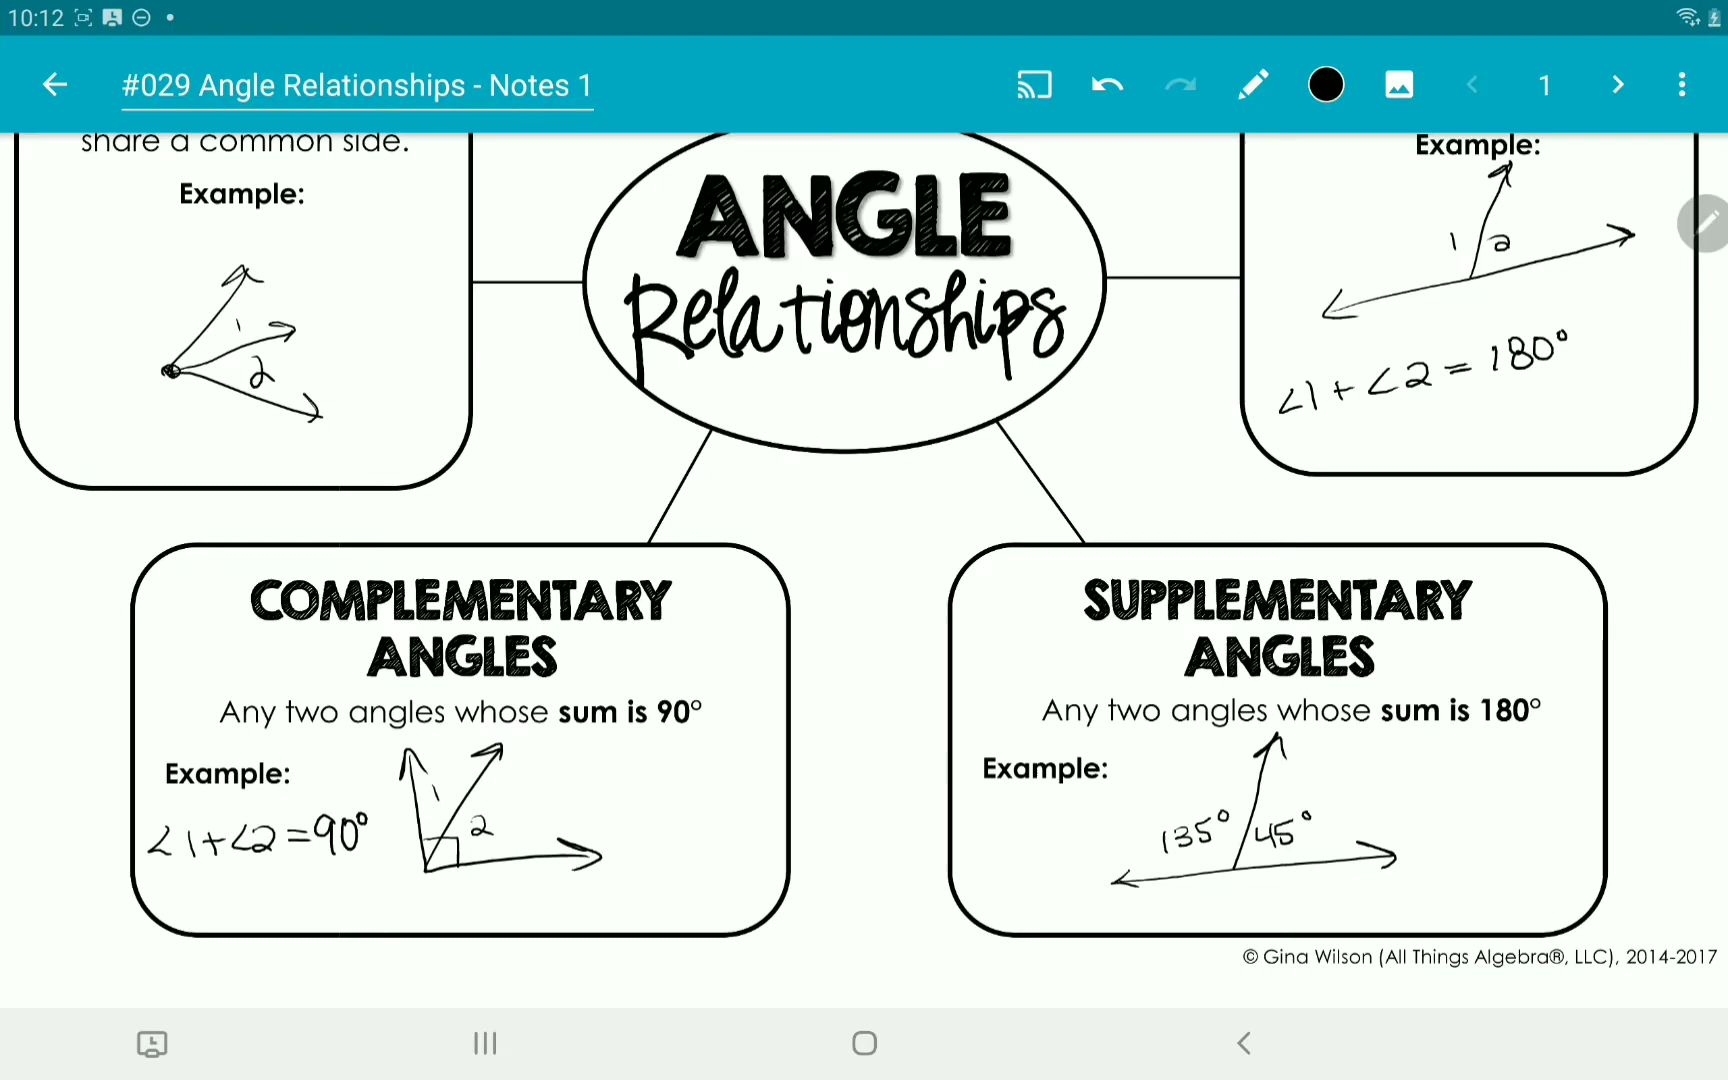 10:12
#029 Angle Relationships - Notes 1
1
share a common side.
Example:
1
2
ANGLE
Relationships
Example:
1 2
∠1 + ∠2 = 180°
COMPLEMENTARY
ANGLES
Any two angles whose sum is 90°
Example:
1
2
∠1 + ∠2 = 90°
SUPPLEMENTARY
ANGLES
Any two angles whose sum is 180°
Example:
135° 45°
© Gina Wilson (All Things Algebra®, LLC), 2014-2017